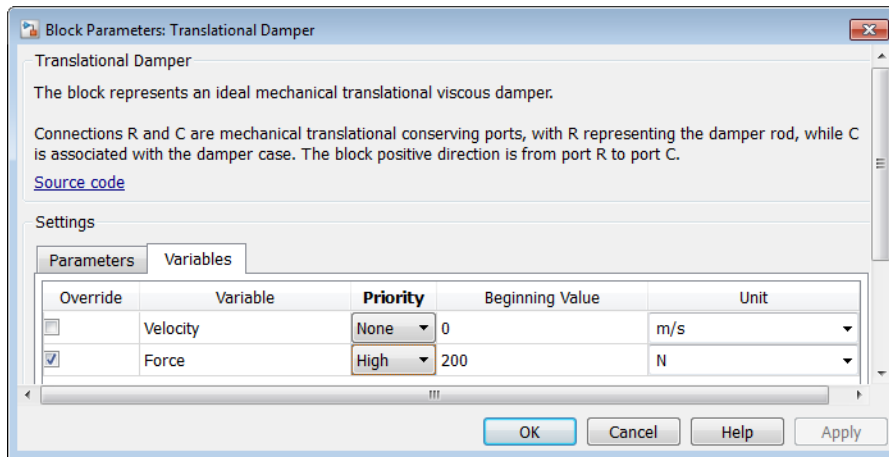 Block Parameters: Translational Damper
Translational Damper
The block represents an ideal mechanical translational viscous damper.
Connections R and C are mechanical translational conserving ports, with R representing the damper rod, while C
is associated with the damper case. The block positive direction is from port R to port C.
Source code
Settings
Parameters Variables
Override Variable Priority Beginning Value Unit
Velocity None 0 m/s
Force High 200 N
OK Cancel Help Apply